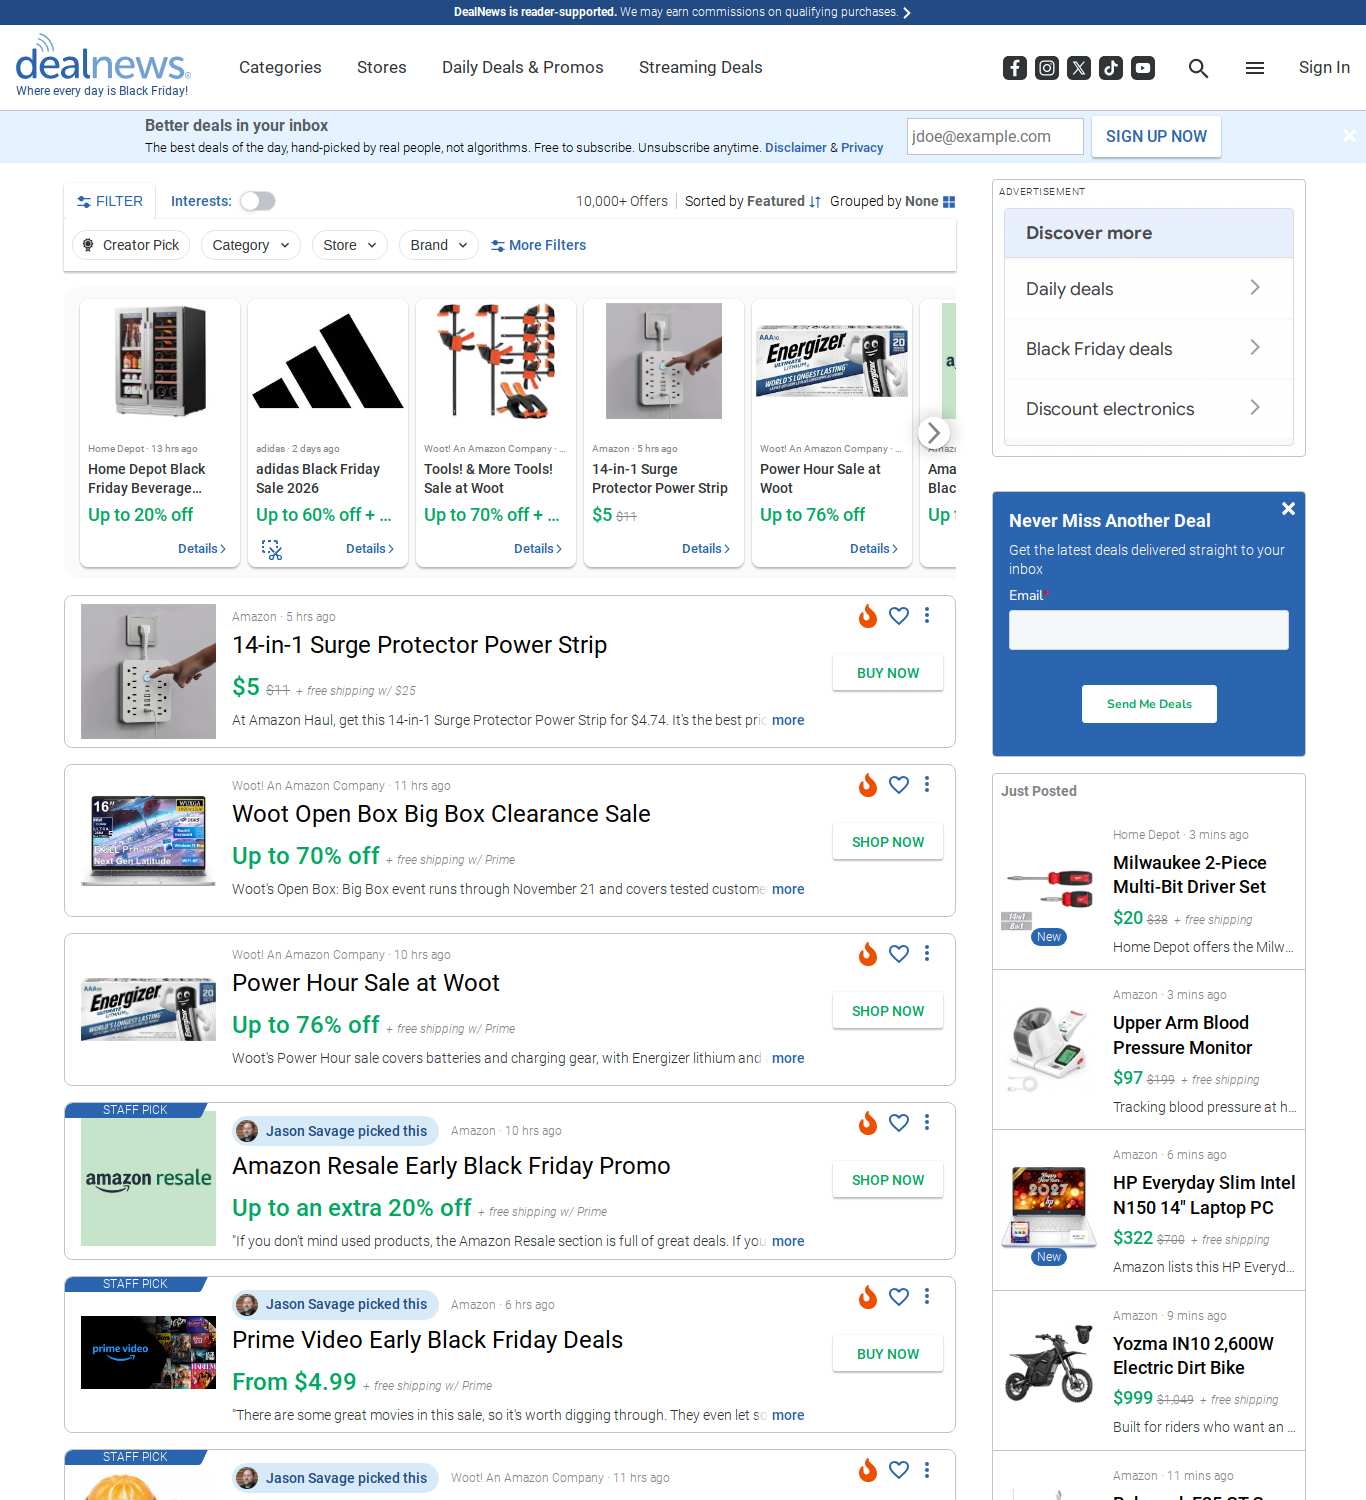 DealNews is reader-supported. We may earn commissions on qualifying purchases.
dealnews®
Where every day is Black Friday!
Categories
Stores
Daily Deals & Promos
Streaming Deals
Sign In
Better deals in your inbox
The best deals of the day, hand-picked by real people, not algorithms. Free to subscribe. Unsubscribe anytime. Disclaimer & Privacy
jdoe@example.com
SIGN UP NOW
FILTER
Interests:
10,000+ Offers
Sorted by Featured
Grouped by None
Creator Pick
Category
Store
Brand
More Filters
Home Depot · 13 hrs ago
Home Depot Black
Friday Beverage...
Up to 20% off
Details
adidas · 2 days ago
adidas Black Friday
Sale 2026
Up to 60% off + ...
Details
Woot! An Amazon Company · ...
Tools! & More Tools!
Sale at Woot
Up to 70% off + ...
Details
Amazon · 5 hrs ago
14-in-1 Surge
Protector Power Strip
$5 $11
Details
AAA10
Energizer
ULTIMATE
LITHIUM
WORLD'S LONGEST LASTING
20
Woot! An Amazon Company · ...
Power Hour Sale at
Woot
Up to 76% off
Details
Ama
Blac
Up
Amazon · 5 hrs ago
14-in-1 Surge Protector Power Strip
$5 $11 + free shipping w/ $25
At Amazon Haul, get this 14-in-1 Surge Protector Power Strip for $4.74. It's the best pric more
BUY NOW
16"
WUXGA
Next Gen Latitude
Woot! An Amazon Company · 11 hrs ago
Woot Open Box Big Box Clearance Sale
Up to 70% off + free shipping w/ Prime
Woot's Open Box: Big Box event runs through November 21 and covers tested custome more
SHOP NOW
Energizer
WORLD'S LONGEST LASTING
20
Woot! An Amazon Company · 10 hrs ago
Power Hour Sale at Woot
Up to 76% off + free shipping w/ Prime
Woot's Power Hour sale covers batteries and charging gear, with Energizer lithium and more
SHOP NOW
STAFF PICK
amazon resale
Jason Savage picked this
Amazon · 10 hrs ago
Amazon Resale Early Black Friday Promo
Up to an extra 20% off + free shipping w/ Prime
"If you don't mind used products, the Amazon Resale section is full of great deals. If you more
SHOP NOW
STAFF PICK
prime video
Jason Savage picked this
Amazon · 6 hrs ago
Prime Video Early Black Friday Deals
From $4.99 + free shipping w/ Prime
"There are some great movies in this sale, so it's worth digging through. They even let so more
BUY NOW
STAFF PICK
Jason Savage picked this
Woot! An Amazon Company · 11 hrs ago
ADVERTISEMENT
Discover more
Daily deals
Black Friday deals
Discount electronics
Never Miss Another Deal
Get the latest deals delivered straight to your
inbox
Email*
Send Me Deals
Just Posted
14in1
8in1
New
Home Depot · 3 mins ago
Milwaukee 2-Piece
Multi-Bit Driver Set
$20 $38 + free shipping
Home Depot offers the Milw...
Amazon · 3 mins ago
Upper Arm Blood
Pressure Monitor
$97 $199 + free shipping
Tracking blood pressure at h...
2027
New
Amazon · 6 mins ago
HP Everyday Slim Intel
N150 14" Laptop PC
$322 $700 + free shipping
Amazon lists this HP Everyd...
Amazon · 9 mins ago
Yozma IN10 2,600W
Electric Dirt Bike
$999 $1,049 + free shipping
Built for riders who want an ...
Amazon · 11 mins ago